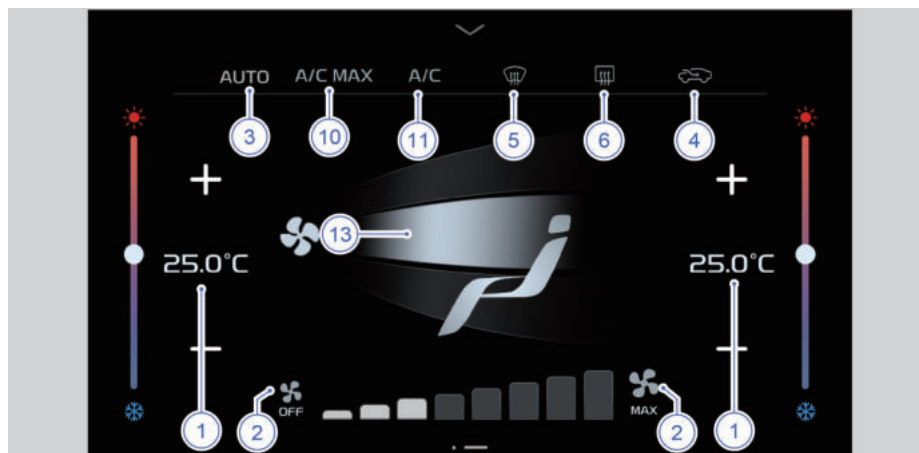 AUTO A/C MAX A/C
3 10 11 5 6 4
13
25.0°C 25.0°C
OFF MAX
1 2 2 1